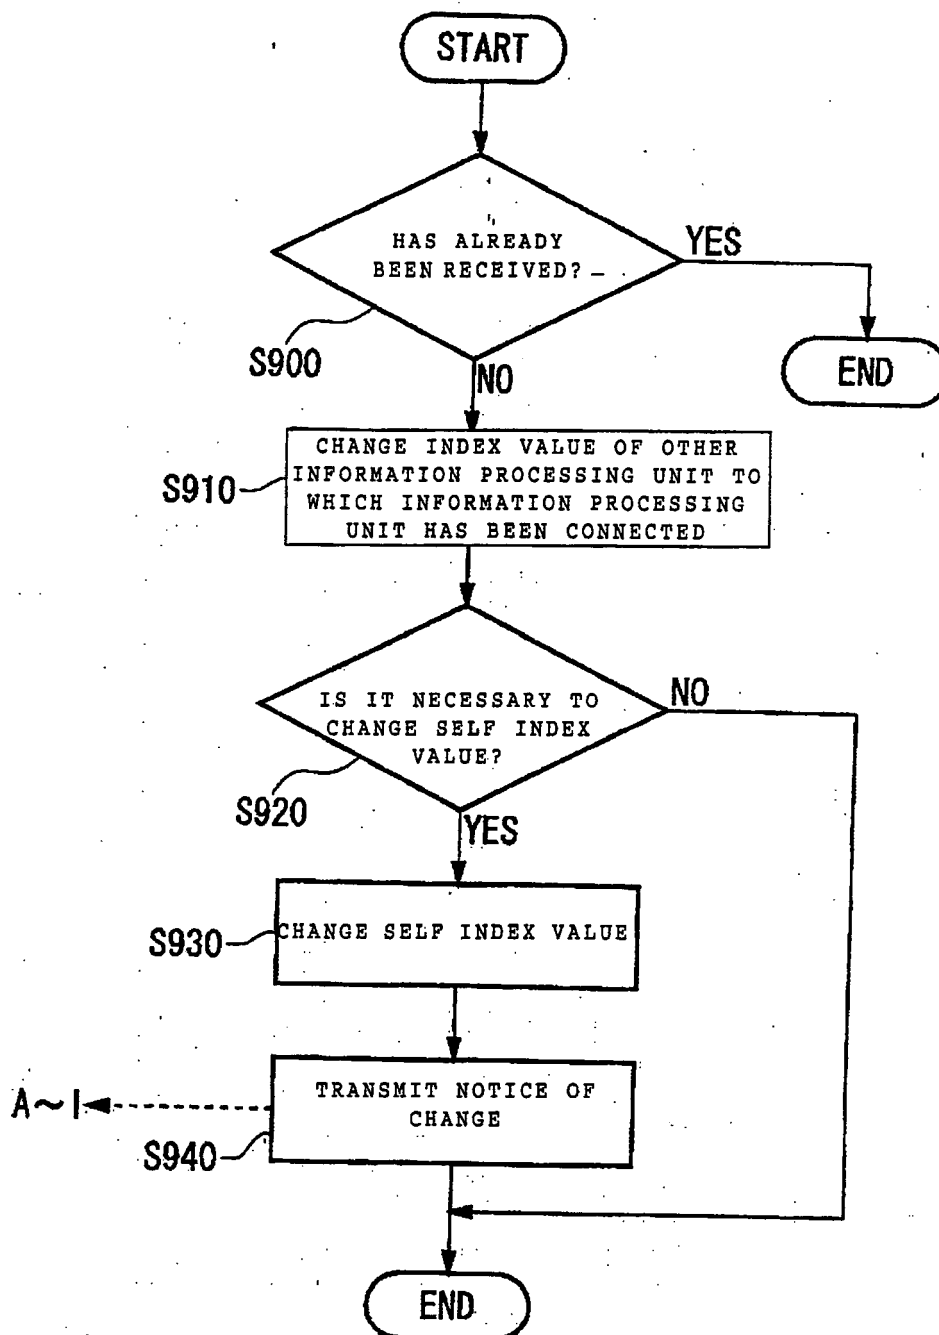 START
HAS ALREADY
BEEN RECEIVED?
YES
S900
NO
END
CHANGE INDEX VALUE OF OTHER
INFORMATION PROCESSING UNIT TO
WHICH INFORMATION PROCESSING
UNIT HAS BEEN CONNECTED
S910
IS IT NECESSARY TO
CHANGE SELF INDEX
VALUE?
NO
S920
YES
CHANGE SELF INDEX VALUE
S930
TRANSMIT NOTICE OF
CHANGE
A~I
S940
END